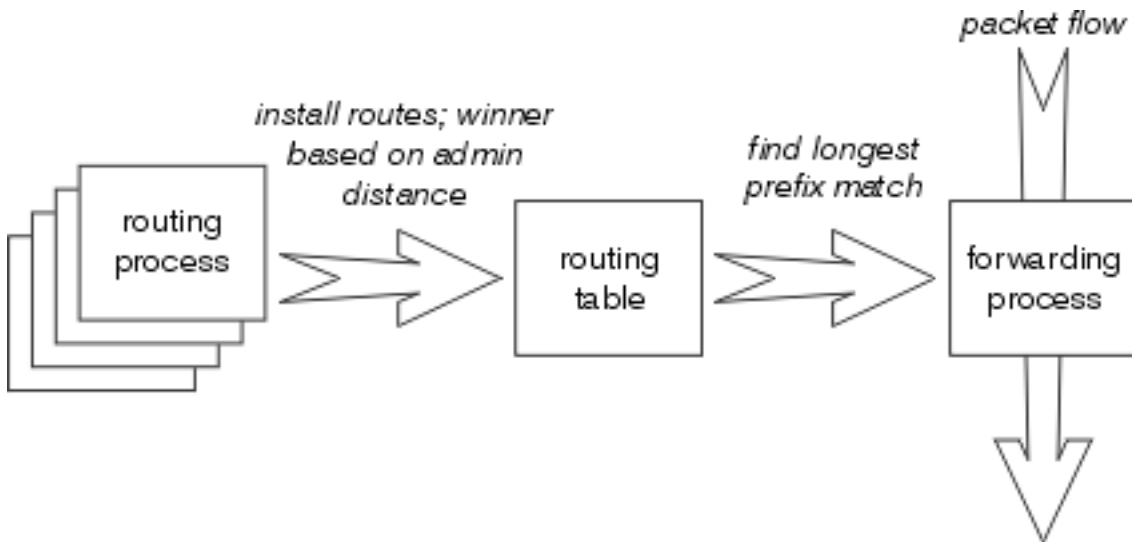 packet flow
install routes; winner
based on admin
distance
find longest
prefix match
routing
process
routing
table
forwarding
process